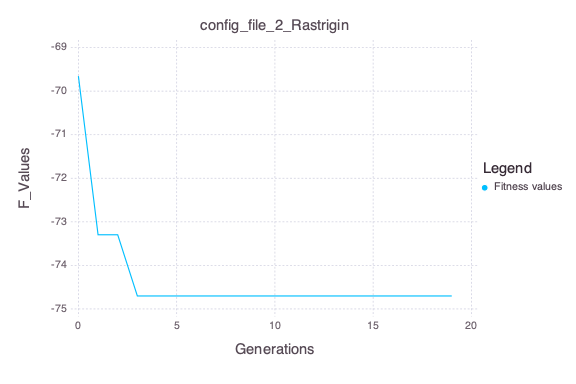 config_file_2_Rastrigin
F_Values
-69
-70
-71
-72
-73
-74
-75
0
5
10
15
20
Generations
Legend
Fitness values